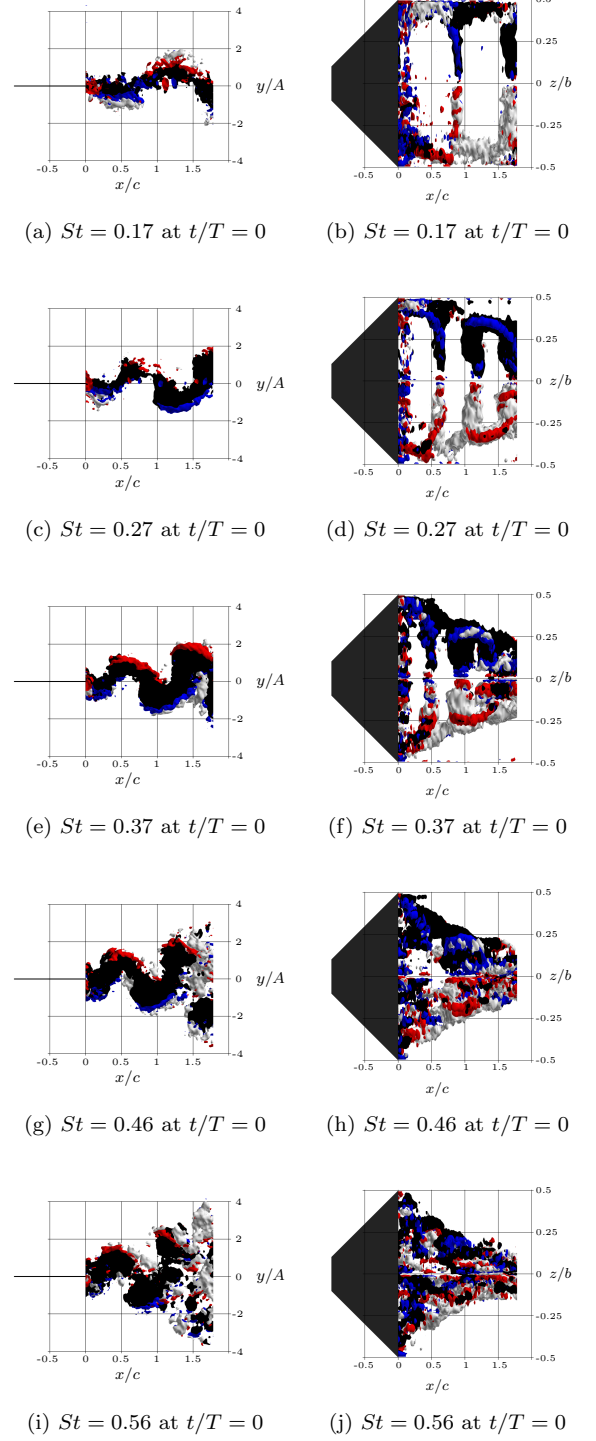 4
2
0
-2
-4
y/A
-0.5 0 0.5 1 1.5
x/c
0.25
0
-0.25
-0.5
z/b
-0.5 0 0.5 1 1.5
x/c
(a) St = 0.17 at t/T = 0
(b) St = 0.17 at t/T = 0
4
2
0
-2
-4
y/A
-0.5 0 0.5 1 1.5
x/c
0.5
0.25
0
-0.25
-0.5
z/b
-0.5 0 0.5 1 1.5
x/c
(c) St = 0.27 at t/T = 0
(d) St = 0.27 at t/T = 0
4
2
0
-2
-4
y/A
-0.5 0 0.5 1 1.5
x/c
0.5
0.25
0
-0.25
-0.5
z/b
-0.5 0 0.5 1 1.5
x/c
(e) St = 0.37 at t/T = 0
(f) St = 0.37 at t/T = 0
4
2
0
-2
-4
y/A
-0.5 0 0.5 1 1.5
x/c
0.5
0.25
0
-0.25
-0.5
z/b
-0.5 0 0.5 1 1.5
x/c
(g) St = 0.46 at t/T = 0
(h) St = 0.46 at t/T = 0
4
2
0
-2
-4
y/A
-0.5 0 0.5 1 1.5
x/c
0.5
0.25
0
-0.25
-0.5
z/b
-0.5 0 0.5 1 1.5
x/c
(i) St = 0.56 at t/T = 0
(j) St = 0.56 at t/T = 0